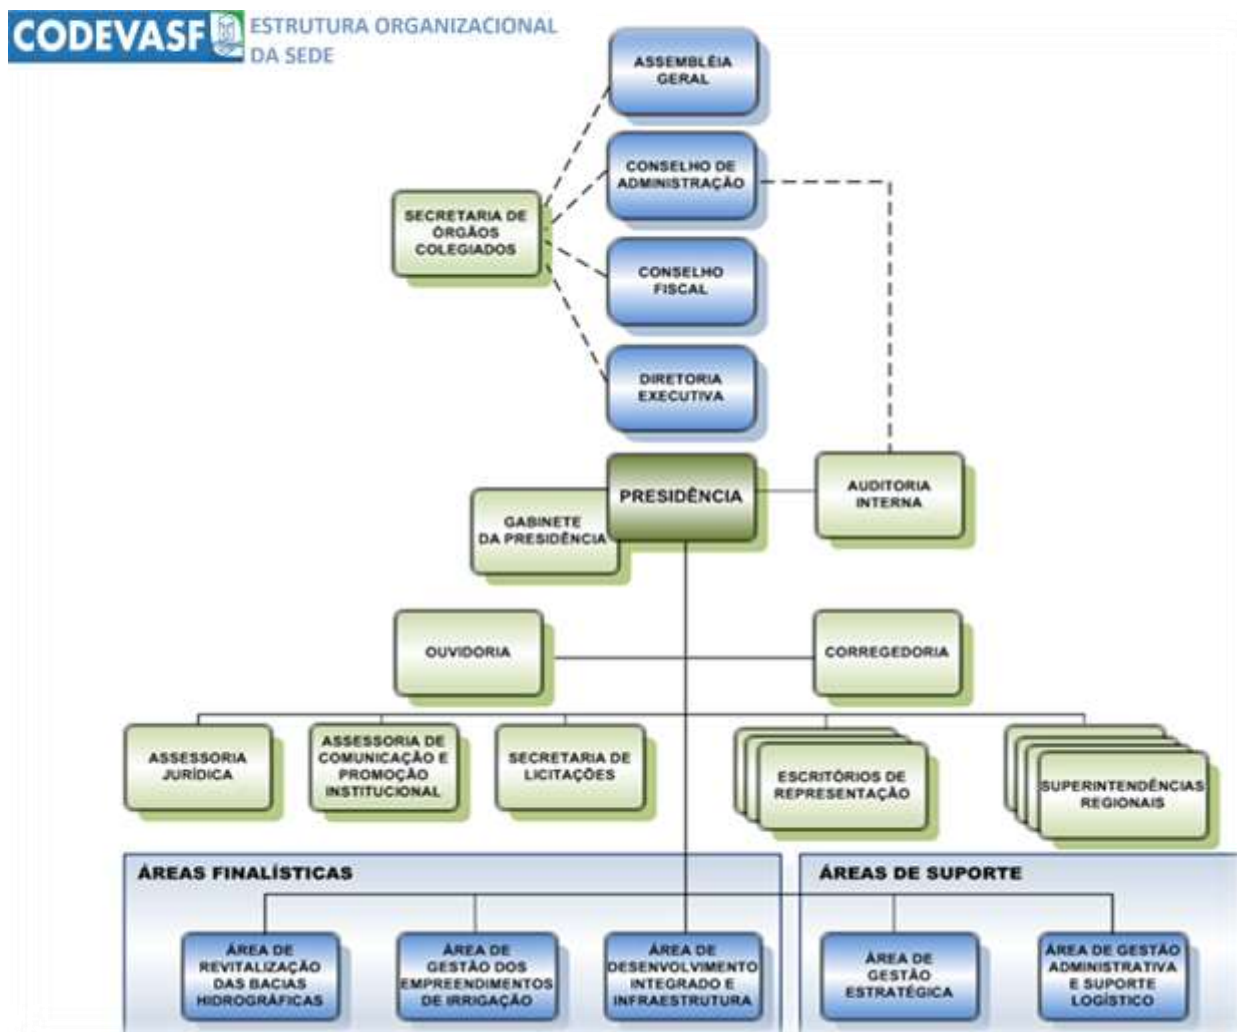 CODEVASF
ESTRUTURA ORGANIZACIONAL
DA SEDE
ASSEMBLÉIA
GERAL
CONSELHO DE
ADMINISTRAÇÃO
SECRETARIA DE
ÓRGÃOS
COLEGIADOS
CONSELHO
FISCAL
DIRETORIA
EXECUTIVA
PRESIDÊNCIA
AUDITORIA
INTERNA
GABINETE
DA PRESIDÊNCIA
OUVIDORIA
CORREGEDORIA
ASSESSORIA
JURÍDICA
ASSESSORIA DE
COMUNICAÇÃO E
PROMOÇÃO
INSTITUCIONAL
SECRETARIA DE
LICITAÇÕES
ESCRITÓRIOS DE
REPRESENTAÇÃO
SUPERINTENDÊNCIAS
REGIONAIS
ÁREAS FINALÍSTICAS
ÁREA DE
REVITALIZAÇÃO
DAS BACIAS
HIDROGRÁFICAS
ÁREA DE
GESTÃO DOS
EMPREENDIMENTOS
DE IRRIGAÇÃO
ÁREA DE
DESENVOLVIMENTO
INTEGRADO E
INFRAESTRUTURA
ÁREAS DE SUPORTE
ÁREA DE
GESTÃO
ESTRATÉGICA
ÁREA DE GESTÃO
ADMINISTRATIVA
E SUPORTE
LOGÍSTICO